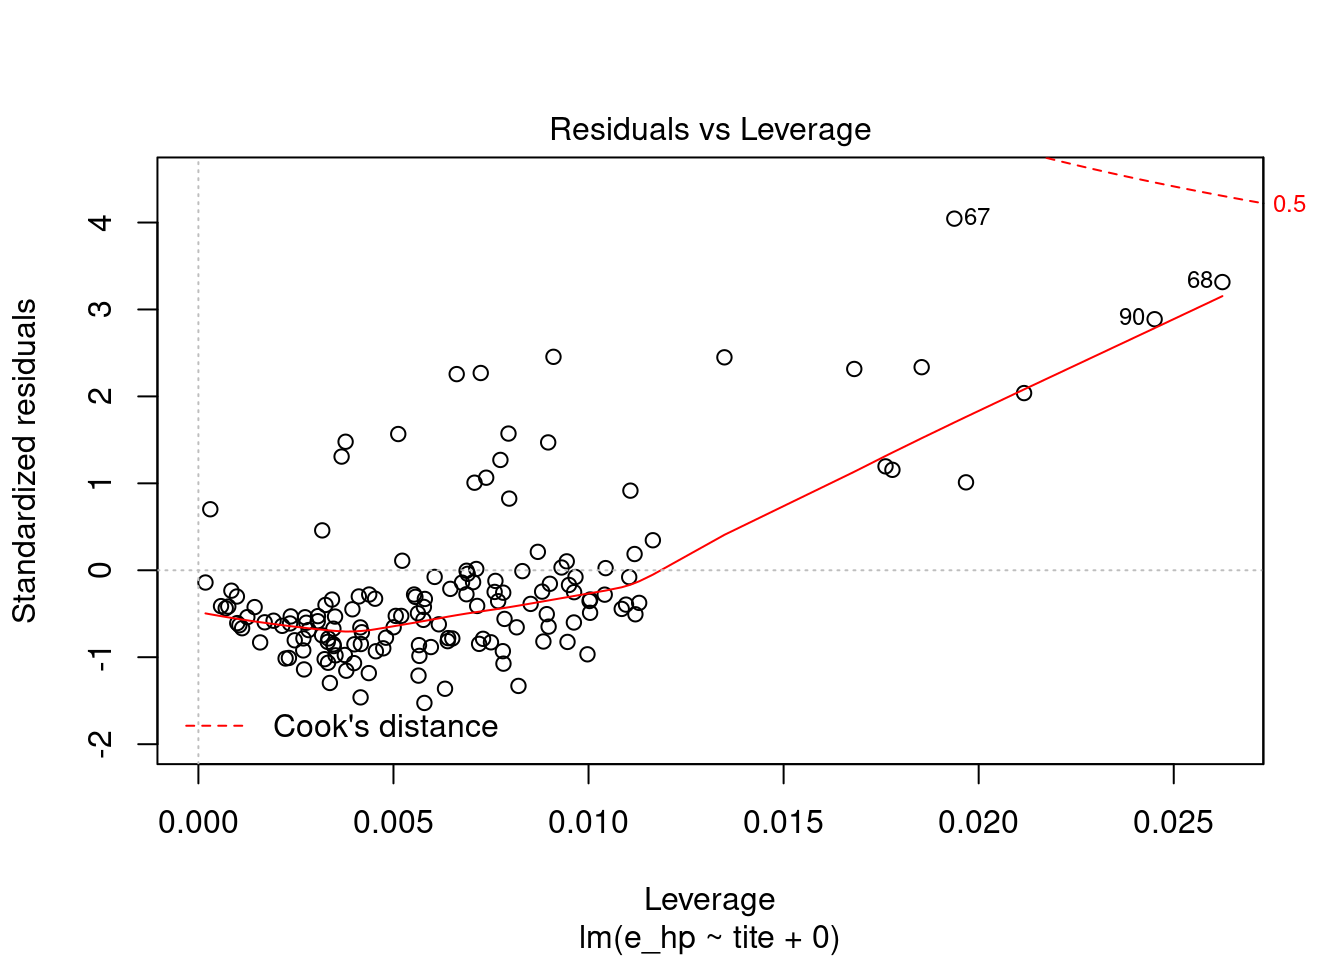 Residuals vs Leverage
Standardized residuals
4
3
2
1
0
-1
-2
67
68
90
0.5
Cook's distance
0.000 0.005 0.010 0.015 0.020 0.025
Leverage
lm(e_hp ~ tite + 0)